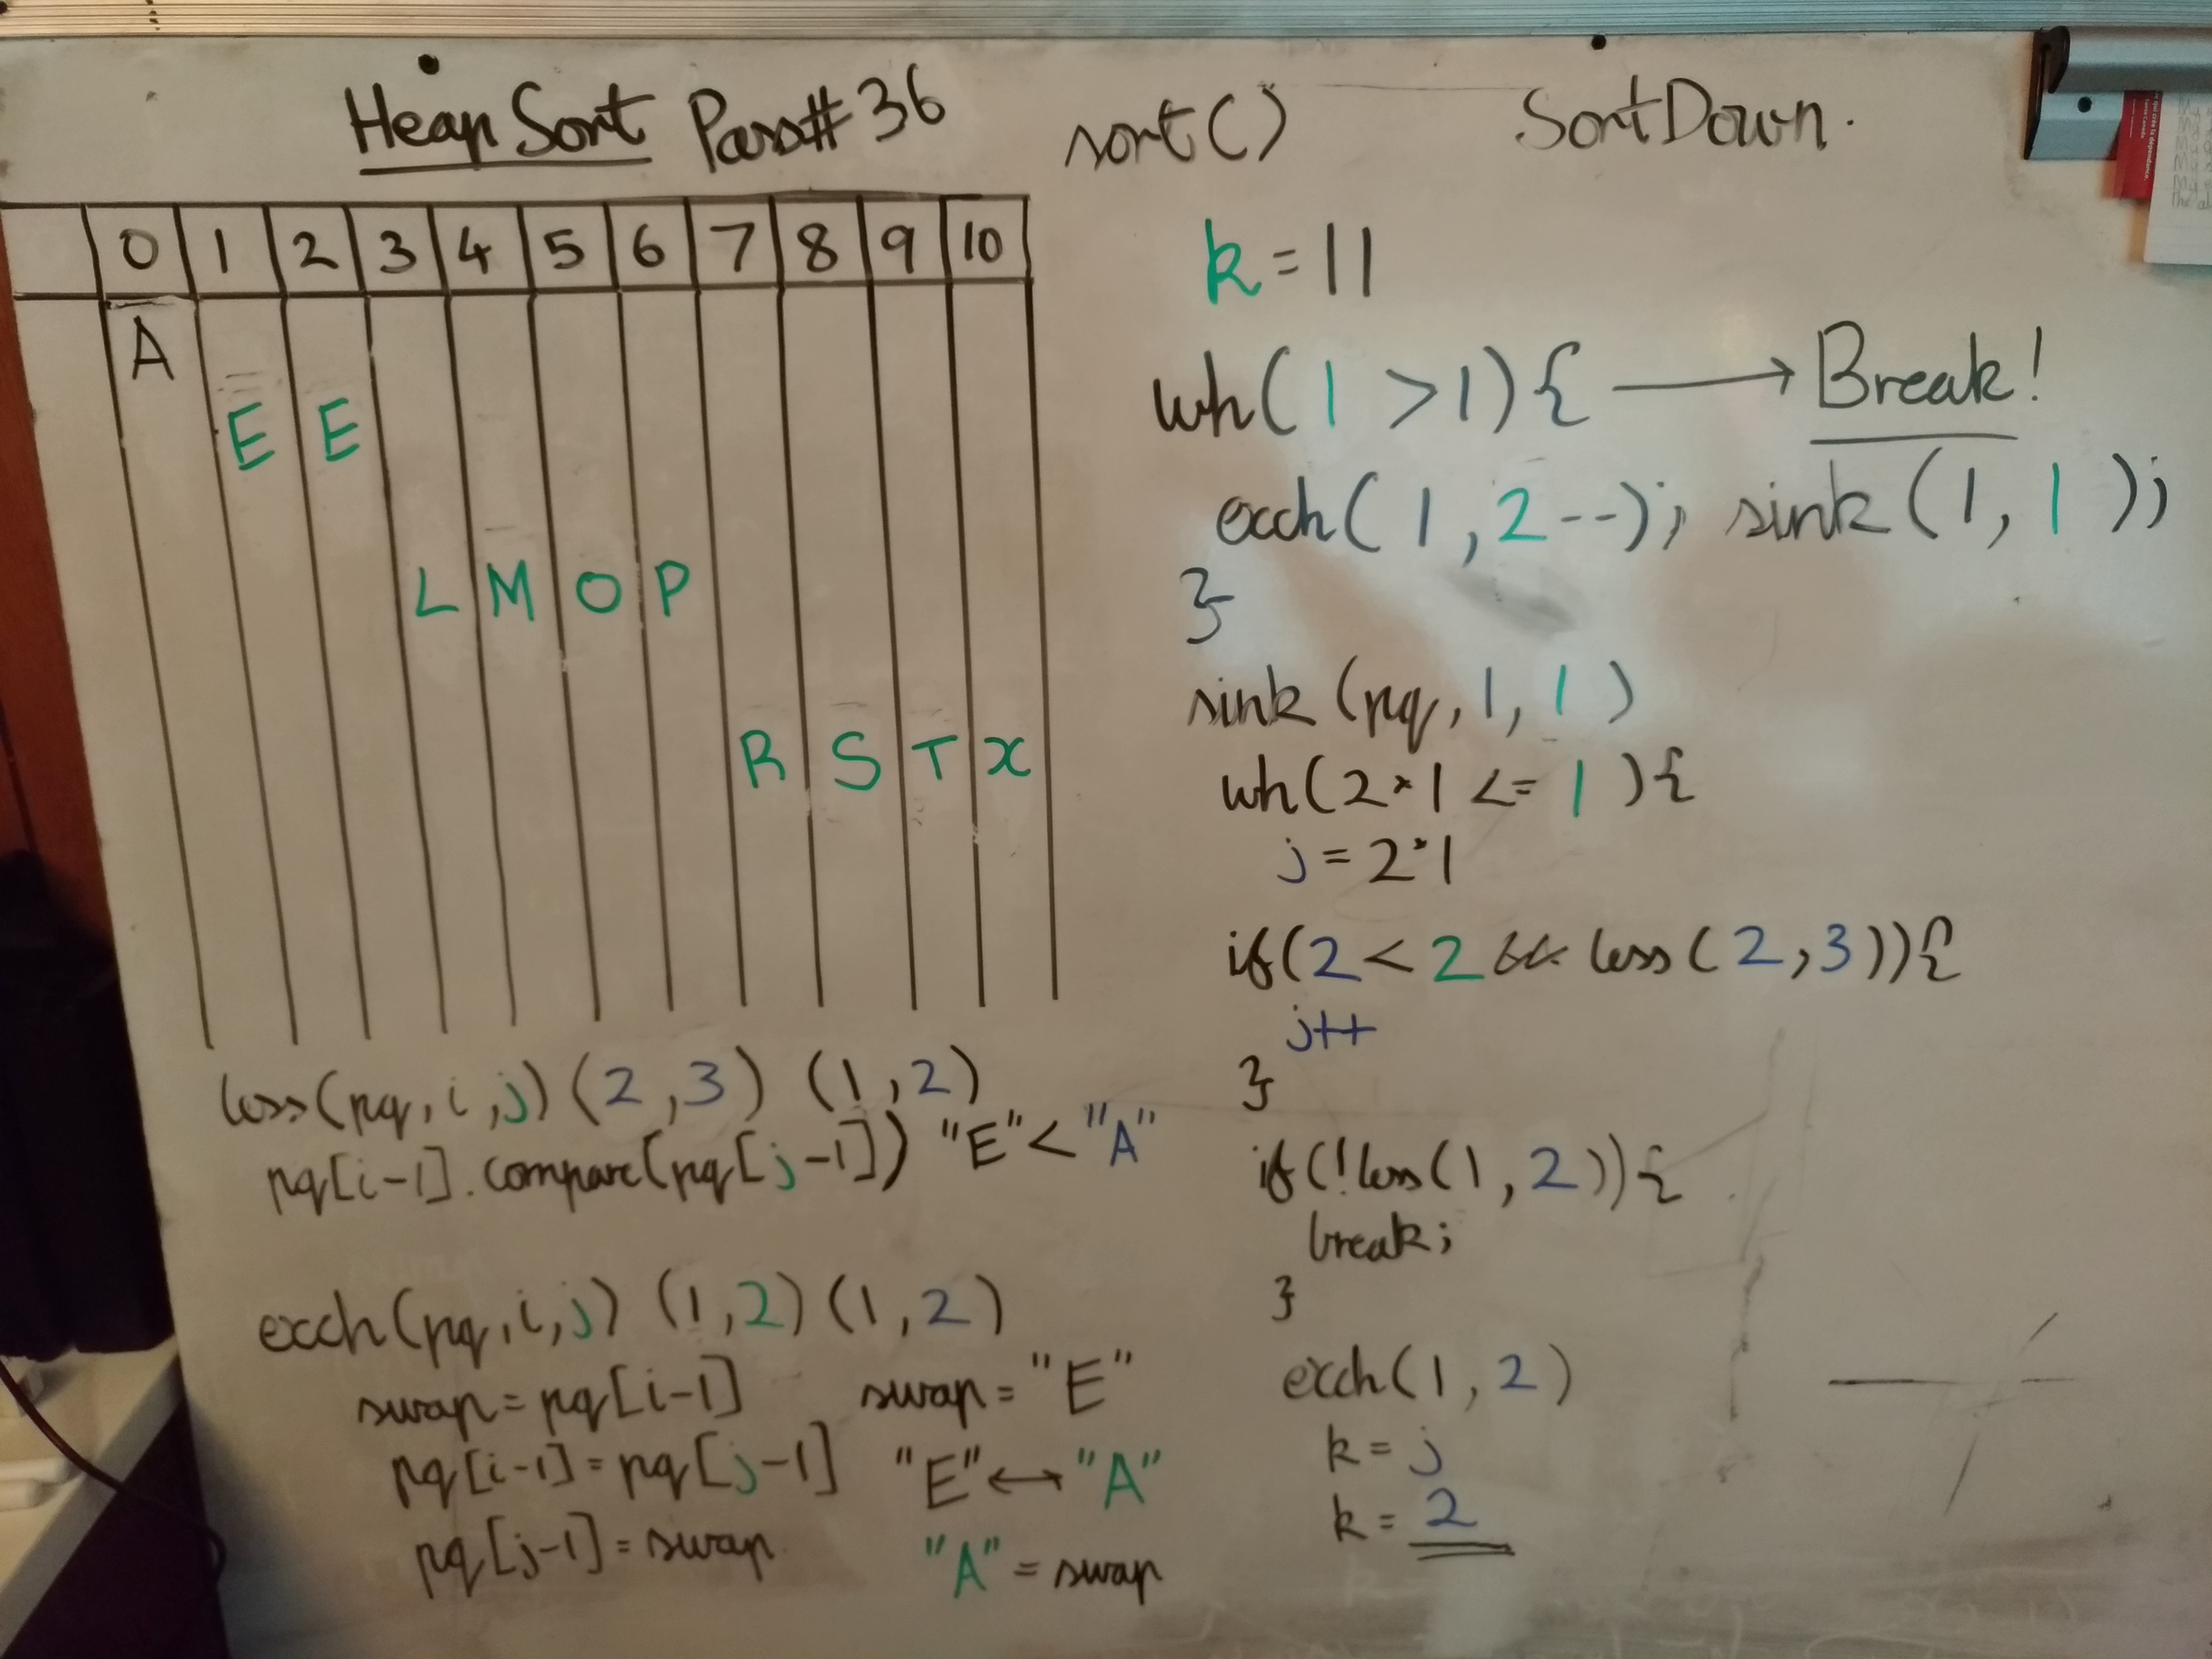 Heap Sort Pass# 36 sort() SortDown.
0 1 2 3 4 5 6 7 8 9 10
A
E E
L M O P
R S T X
less(pq, i, j) (2,3) (1,2)
pq[i-1].compare(pq[j-1]) "E" < "A"
exch(pq, i, j) (1,2) (1,2)
swap = pq[i-1] swap = "E"
pq[i-1] = pq[j-1] "E" ↔ "A"
pq[j-1] = swap "A" = swap
k = 11
wh(1 > 1){ → Break!
exch(1, 2--); sink(1, 1);
}
sink(pq, 1, 1)
wh(2*1 <= 1){
j = 2*1
if(2 < 2 && less(2,3)){
j++
}
if(!less(1,2)){
break;
}
exch(1,2)
k = j
k = 2